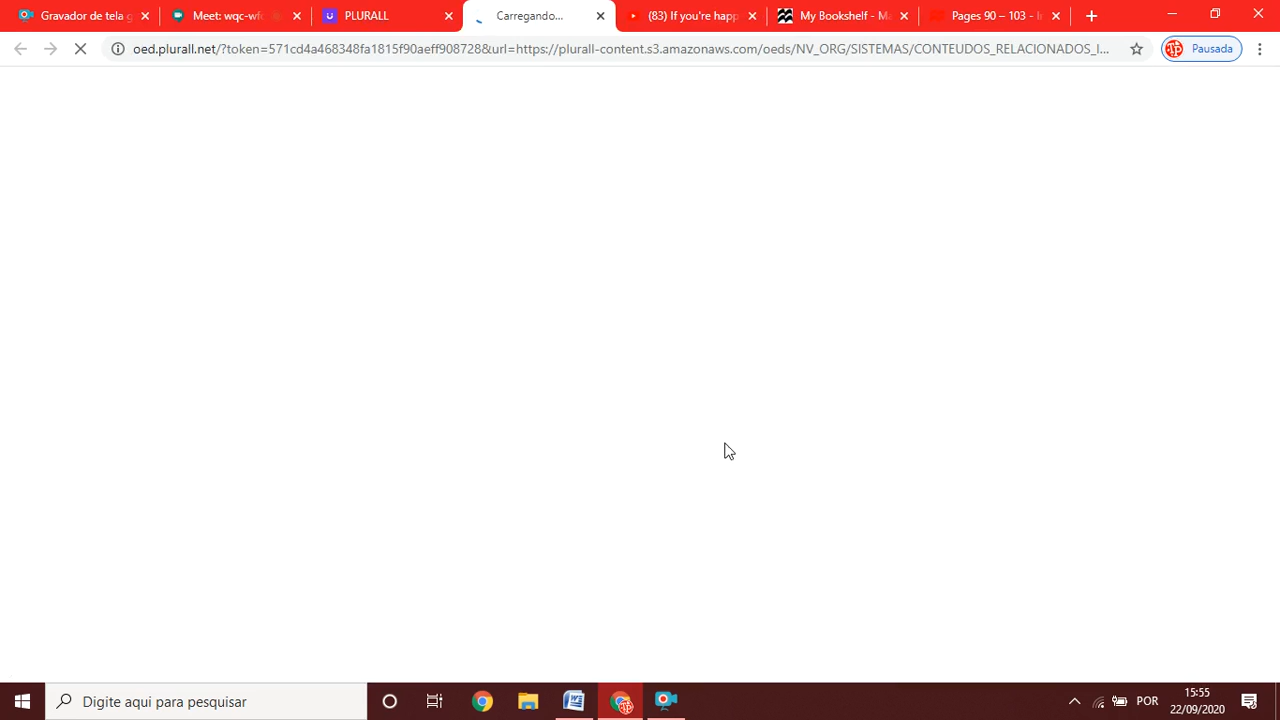 Gravador de tela g
Meet: wqc-wf
PLURALL
Carregando...
(83) If you're happ
My Bookshelf - Ma
Pages 90 – 103 - I
oed.plurall.net/?token=571cd4a468348fa1815f90aeff908728&url=https://plurall-content.s3.amazonaws.com/oeds/NV_ORG/SISTEMAS/CONTEUDOS_RELACIONADOS_I...
Pausada
Digite aqui para pesquisar
POR
15:55
22/09/2020